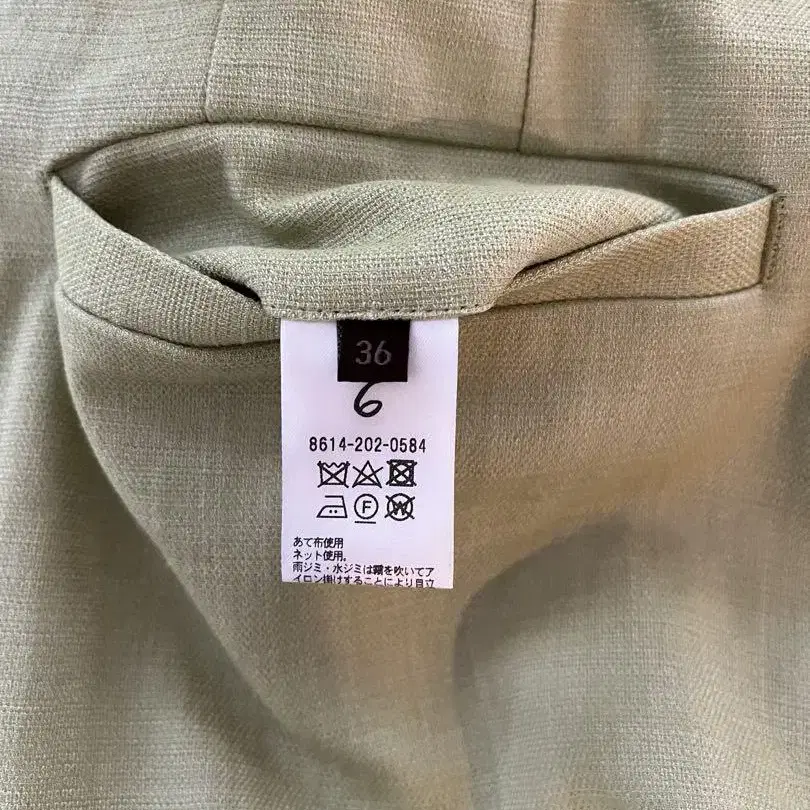 36
6
8614-202-0584
F
W
あて布使用
ネット使用。
雨ジミ・水ジミは霧を吹いてア
イロン掛けすることにより目立